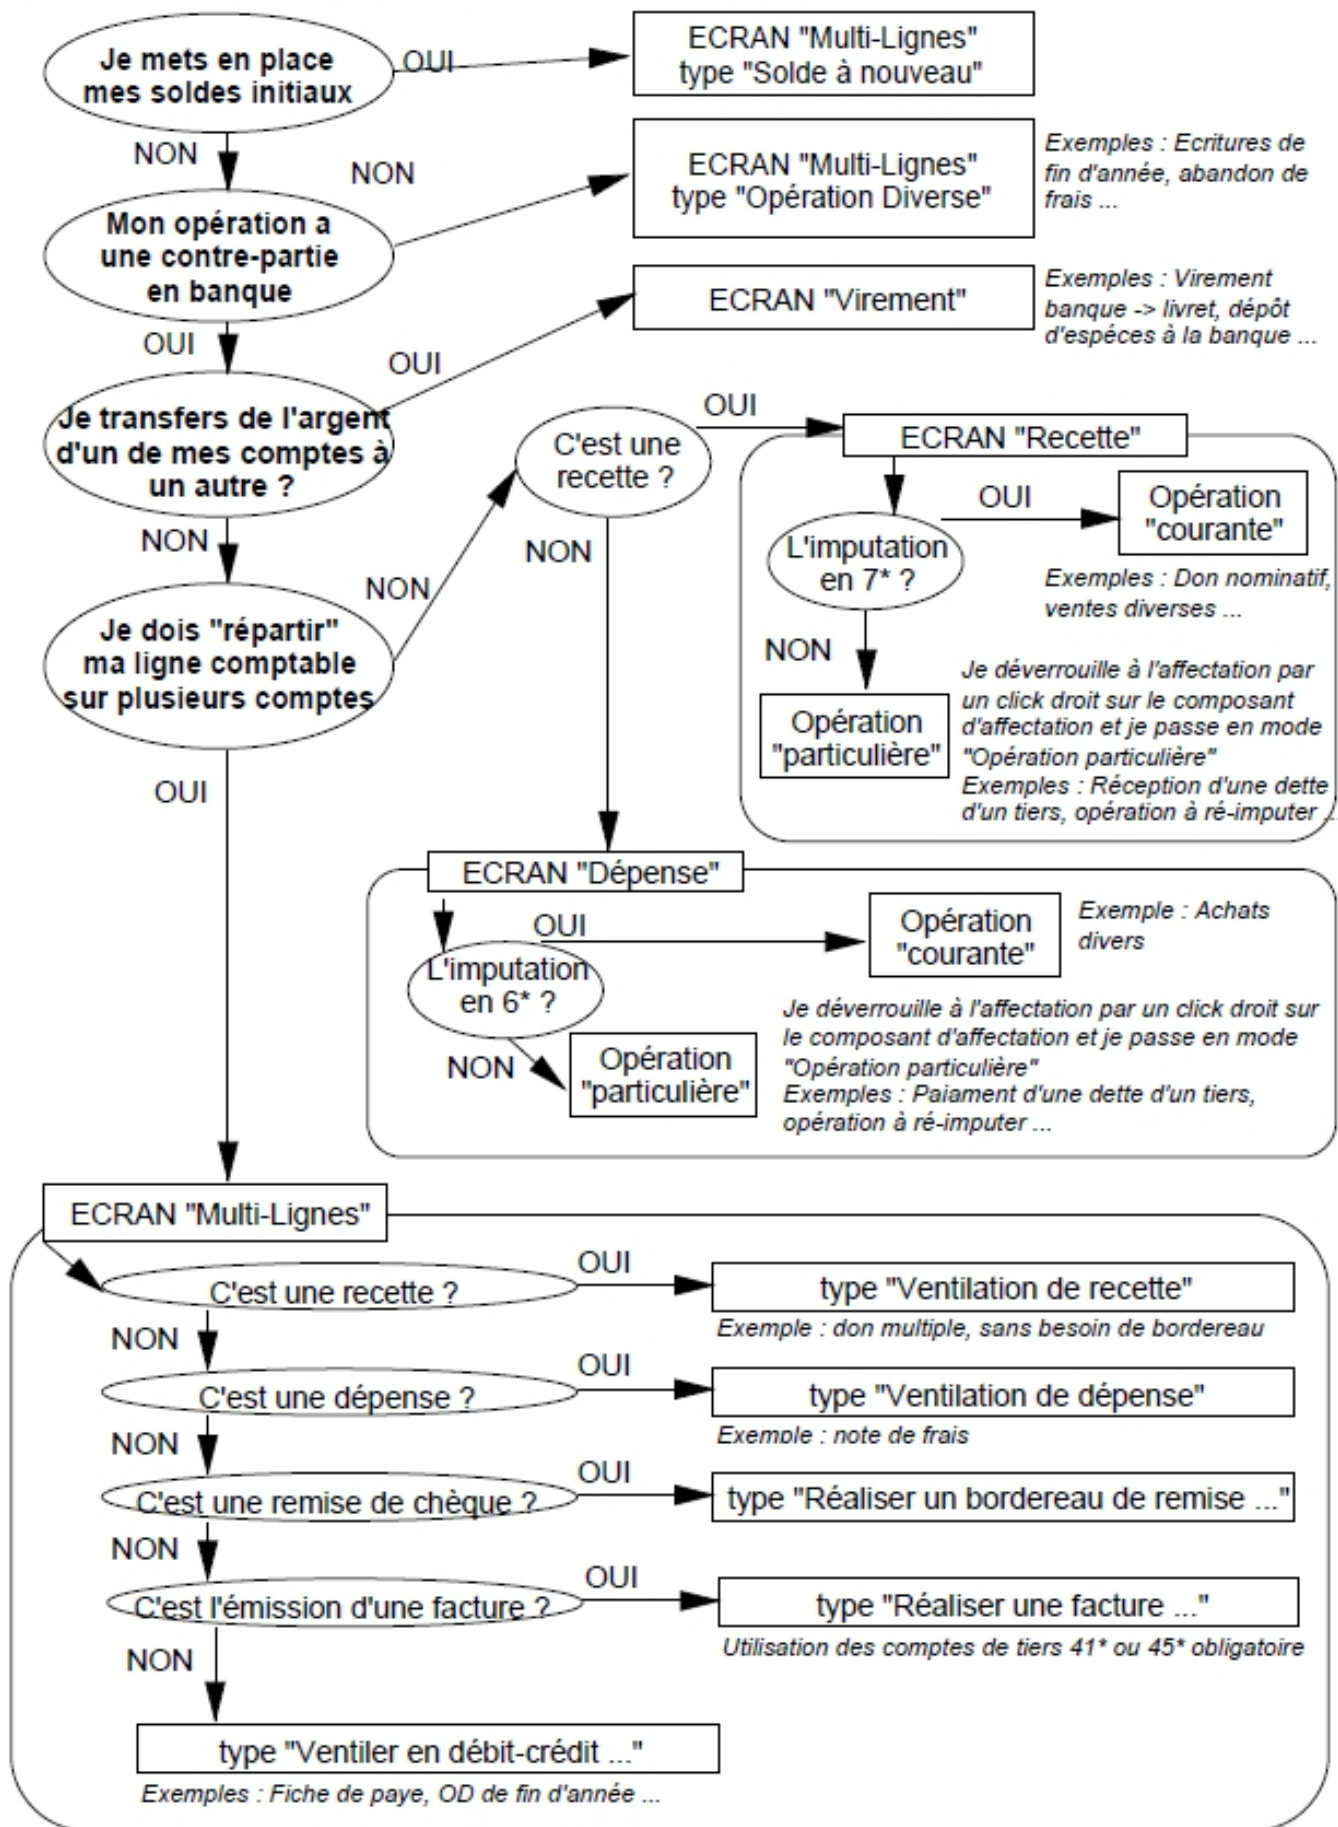 Je mets en place
mes soldes initiaux
OUI
ECRAN "Multi-Lignes"
type "Solde à nouveau"
NON
NON
ECRAN "Multi-Lignes"
type "Opération Diverse"
Exemples : Ecritures de
fin d'année, abandon de
frais ...
Mon opération a
une contre-partie
en banque
ECRAN "Virement"
Exemples : Virement
banque -> livret, dépôt
d'espéces à la banque ...
OUI
OUI
Je transfers de l'argent
d'un de mes comptes à
un autre ?
C'est une
recette ?
OUI
ECRAN "Recette"
OUI
Opération
"courante"
L'imputation
en 7* ?
Exemples : Don nominatif,
ventes diverses ...
NON
NON
NON
Je dois "répartir"
ma ligne comptable
sur plusieurs comptes
NON
Opération
"particulière"
Je déverrouille à l'affectation par
un click droit sur le composant
d'affectation et je passe en mode
"Opération particulière"
Exemples : Réception d'une dette
d'un tiers, opération à ré-imputer ...
OUI
ECRAN "Dépense"
OUI
Opération
"courante"
Exemple : Achats
divers
L'imputation
en 6* ?
NON
Opération
"particulière"
Je déverrouille à l'affectation par un click droit sur
le composant d'affectation et je passe en mode
"Opération particulière"
Exemples : Paiament d'une dette d'un tiers,
opération à ré-imputer ...
ECRAN "Multi-Lignes"
C'est une recette ?
OUI
type "Ventilation de recette"
Exemple : don multiple, sans besoin de bordereau
NON
C'est une dépense ?
OUI
type "Ventilation de dépense"
Exemple : note de frais
NON
C'est une remise de chèque ?
OUI
type "Réaliser un bordereau de remise ..."
NON
C'est l'émission d'une facture ?
OUI
type "Réaliser une facture ..."
Utilisation des comptes de tiers 41* ou 45* obligatoire
NON
type "Ventiler en débit-crédit ..."
Exemples : Fiche de paye, OD de fin d'année ...